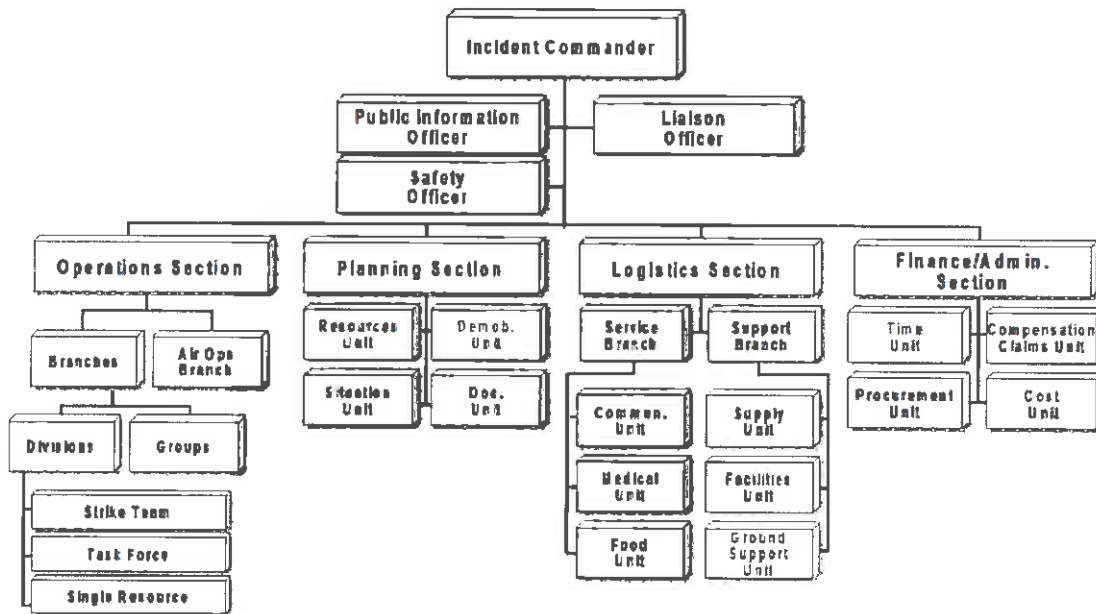 Incident Commander
Public Information
Officer
Liaison
Officer
Safety
Officer
Operations Section
Planning Section
Logistics Section
Finance/Admin.
Section
Branches
Air Ops
Branch
Resources
Unit
Demob.
Unit
Service
Branch
Support
Branch
Time
Unit
Compensation
Claims Unit
Situation
Unit
Doc.
Unit
Procurement
Unit
Cost
Unit
Divisions
Groups
Commun.
Unit
Supply
Unit
Medical
Unit
Facilities
Unit
Strike Team
Task Force
Single Resource
Food
Unit
Ground
Support
Unit